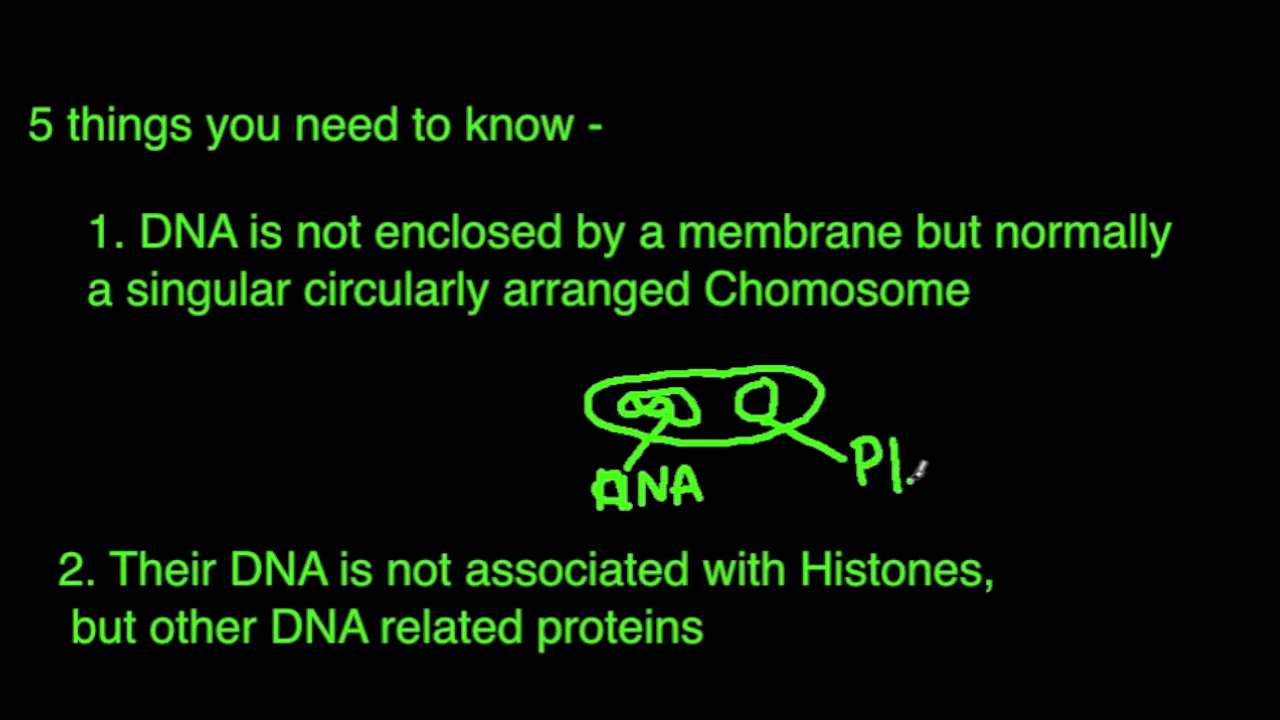 5 things you need to know -
1. DNA is not enclosed by a membrane but normally
a singular circularly arranged Chomosome
DNA
Pl
2. Their DNA is not associated with Histones,
but other DNA related proteins